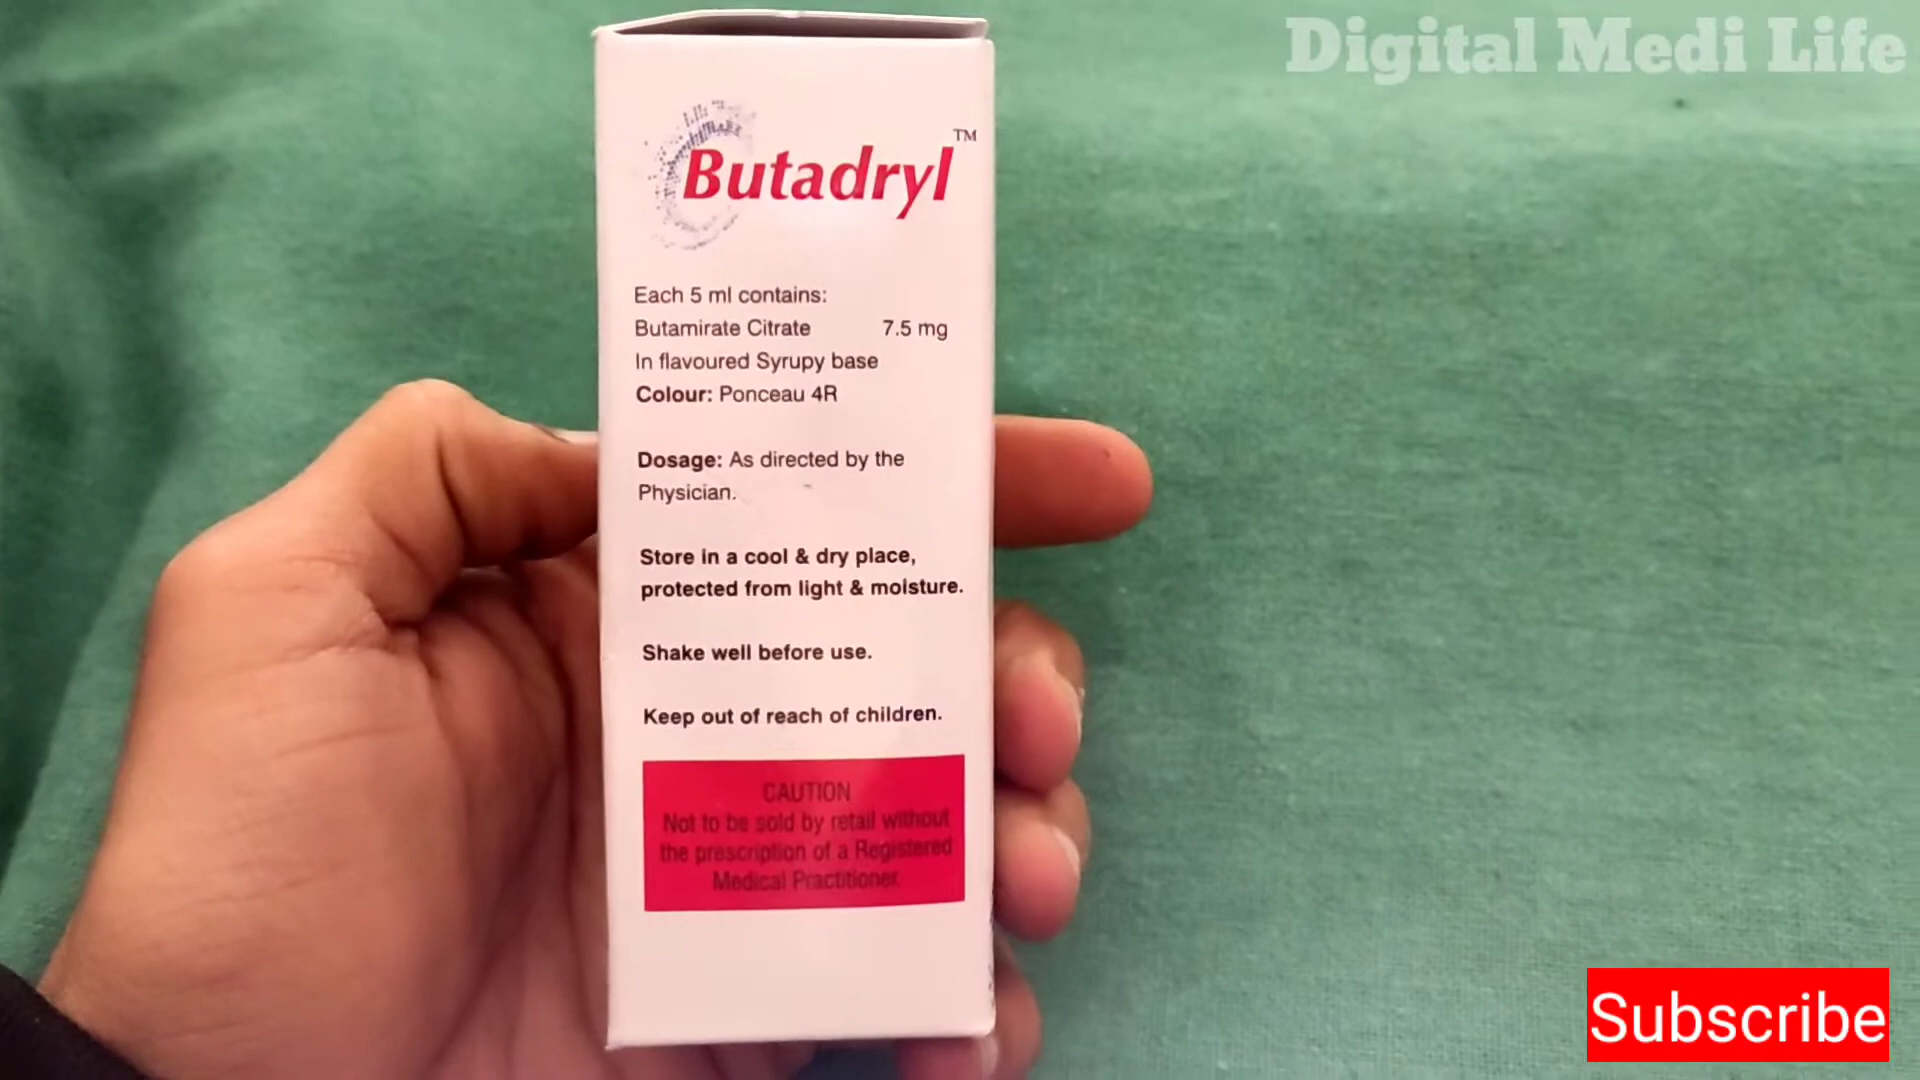 Digital Medi Life
Butadryl™
Each 5 ml contains:
Butamirate Citrate 7.5 mg
In flavoured Syrupy base
Colour: Ponceau 4R
Dosage: As directed by the
Physician.
Store in a cool & dry place,
protected from light & moisture.
Shake well before use.
Keep out of reach of children.
CAUTION
Not to be sold by retail without
the prescription of a Registered
Medical Practitioner.
Subscribe